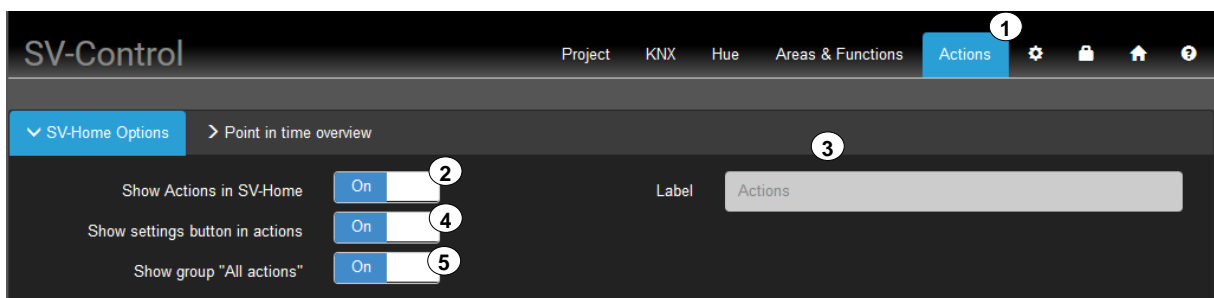 1
SV-Control Project KNX Hue Areas & Functions Actions
SV-Home Options Point in time overview
3
Show Actions in SV-Home On 2 Label Actions
Show settings button in actions On 4
Show group "All actions" On 5